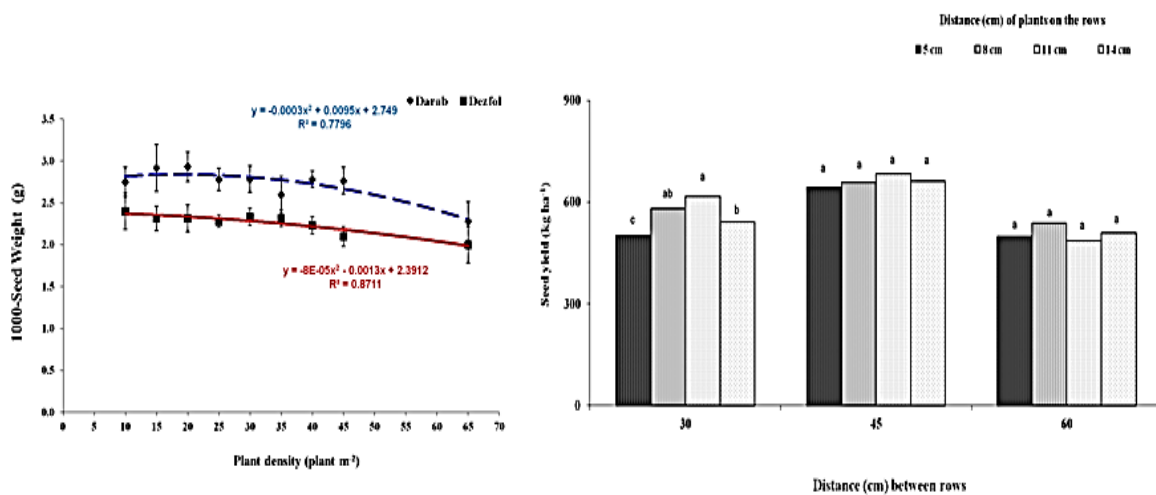 Distance (cm) of plants on the rows
5 cm 8 cm 11 cm 14 cm
Darab Dezfol
y = -0.0003x² + 0.0095x + 2.749
R² = 0.7796
3.5
3.0
2.5
2.0
1.5
1.0
0.5
0.0
1000-Seed Weight (g)
y = -8E-05x² - 0.0013x + 2.3912
R² = 0.8711
0 5 10 15 20 25 30 35 40 45 50 55 60 65 70
Plant density (plant m⁻²)
900
600
300
0
Seed yield (kg ha⁻¹)
c ab a b
a a a a
a a a a
30 45 60
Distance (cm) between rows